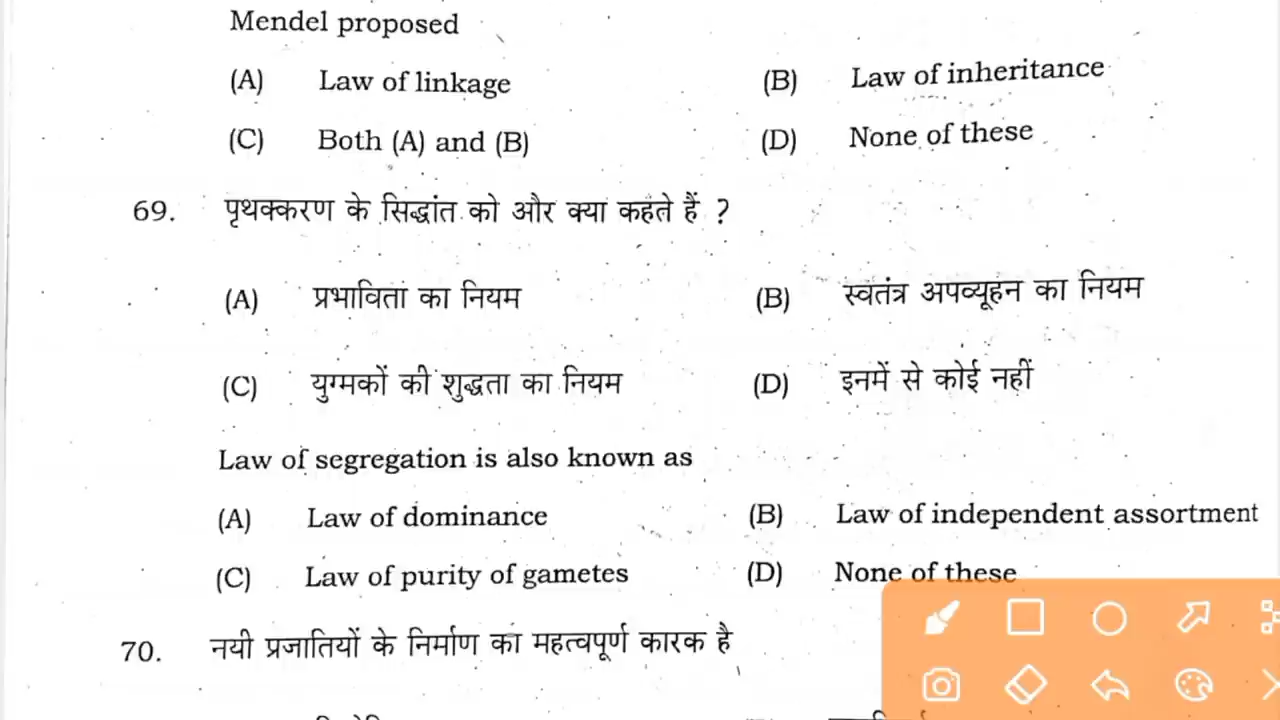 Mendel proposed
(A) Law of linkage (B) Law of inheritance
(C) Both (A) and (B) (D) None of these
69. पृथक्करण के सिद्धांत को और क्या कहते हैं ?
(A) प्रभाविता का नियम (B) स्वतंत्र अपव्यूहन का नियम
(C) युग्मकों की शुद्धता का नियम (D) इनमें से कोई नहीं
Law of segregation is also known as
(A) Law of dominance (B) Law of independent assortment
(C) Law of purity of gametes (D) None of these
70. नयी प्रजातियों के निर्माण का महत्वपूर्ण कारक है